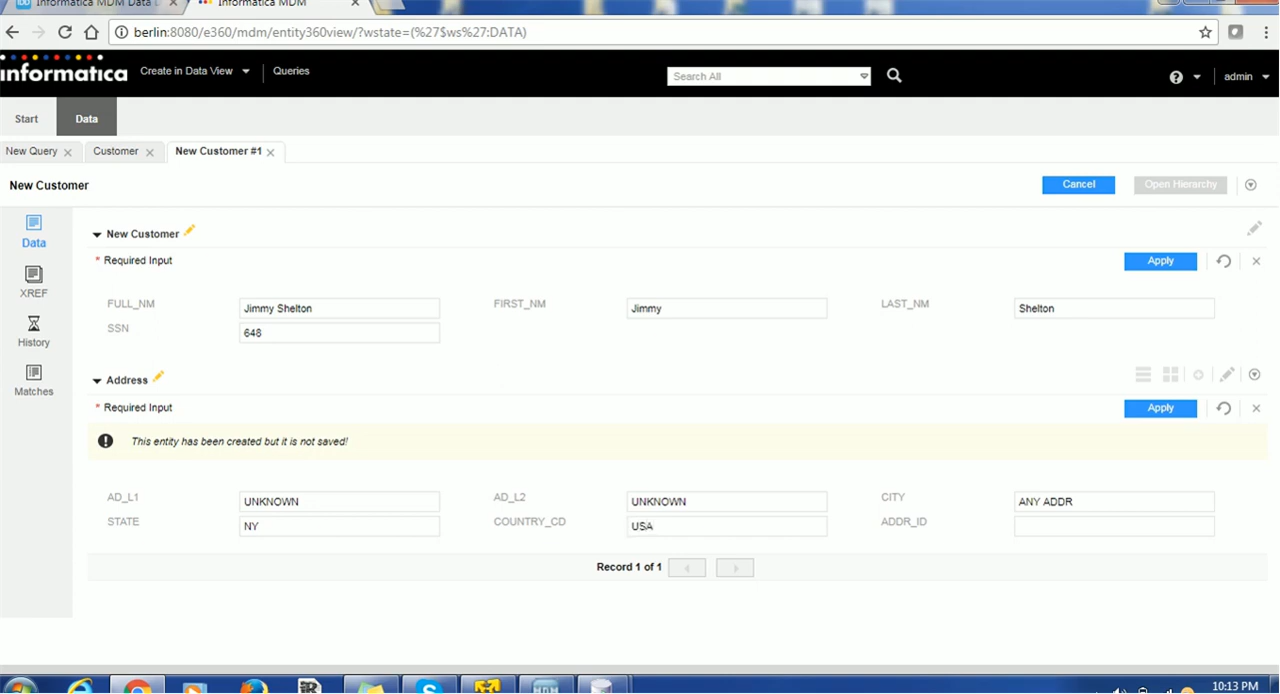 Informatica MDM Data D
Informatica MDM
berlin:8080/e360/mdm/entity360view/?wstate=(%27$ws%27:DATA)
informatica Create in Data View Queries Search All admin
Start Data
New Query Customer New Customer #1
New Customer Cancel Open Hierarchy
Data
XREF
History
Matches
New Customer
* Required Input Apply
FULL_NM Jimmy Shelton FIRST_NM Jimmy LAST_NM Shelton
SSN 648
Address
* Required Input Apply
This entity has been created but it is not saved!
AD_L1 UNKNOWN AD_L2 UNKNOWN CITY ANY ADDR
STATE NY COUNTRY_CD USA ADDR_ID
Record 1 of 1
10:13 PM